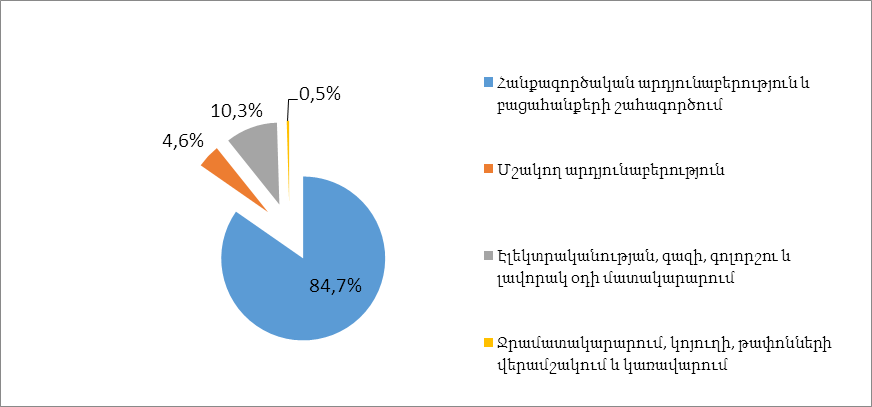 0,5%
10,3%
4,6%
84,7%
Հանքագործական արդյունաբերություն և
բացահանքերի շահագործում
Մշակող արդյունաբերություն
Էլեկտրականության, գազի, գոլորշու և
լավորակ օդի մատակարարում
Ջրամատակարարում, կոյուղի, թափոնների
վերամշակում և կառավարում